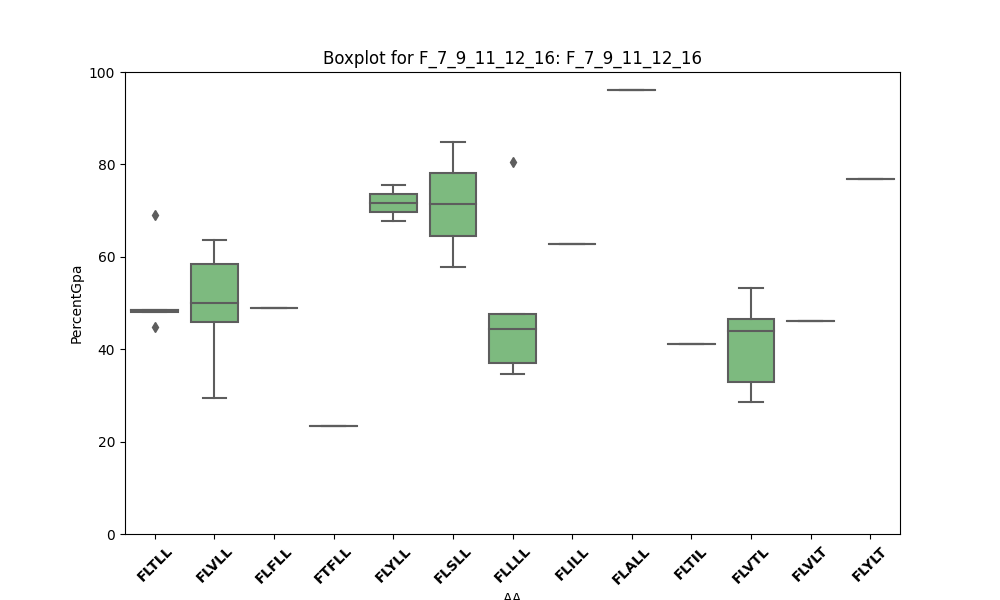 Boxplot for F_7_9_11_12_16: F_7_9_11_12_16
100
80
60
40
20
0
PercentGpa
FLTLL
FLVLL
FLFLL
FTFLL
FLYLL
FLSLL
FLLLL
FLILL
FLALL
FLTIL
FLVTL
FLVLT
FLYLT
AA